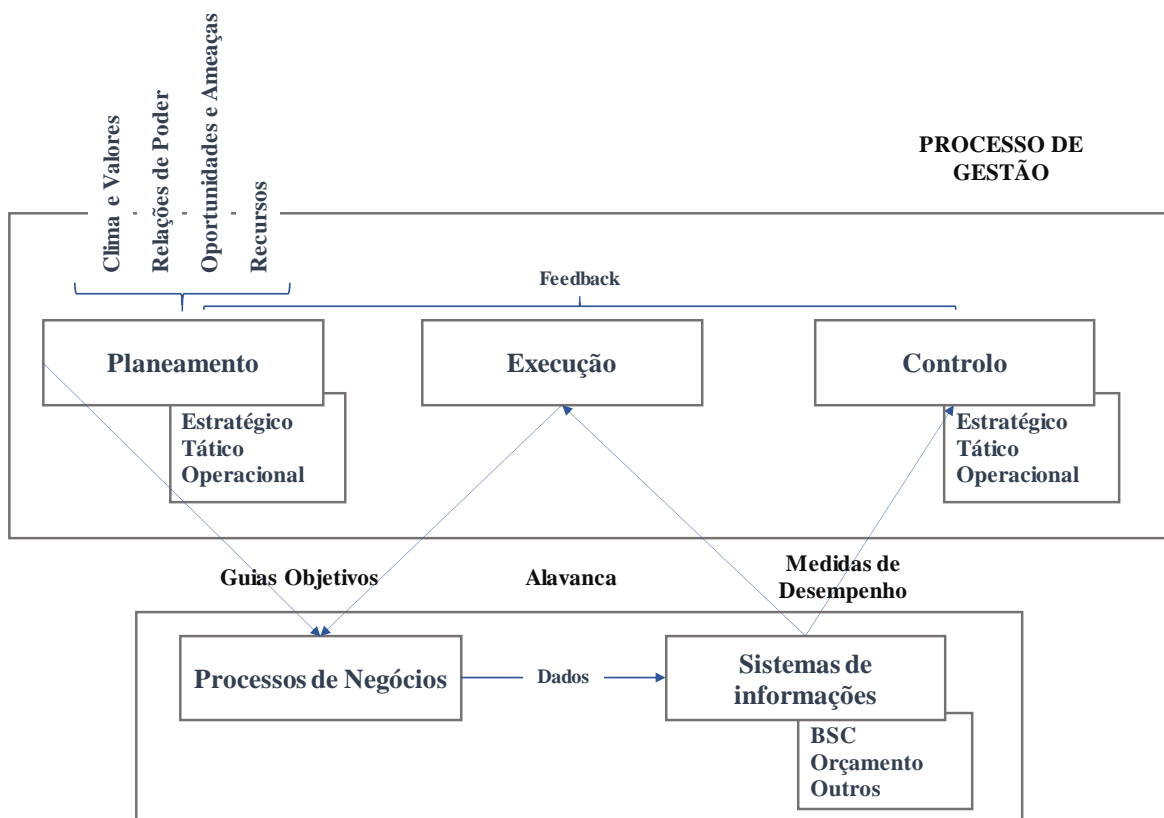 Clima e Valores
Relações de Poder
Oportunidades e Ameaças
Recursos
PROCESSO DE
GESTÃO
Feedback
Planeamento
Execução
Controlo
Estratégico
Tático
Operacional
Estratégico
Tático
Operacional
Guias Objetivos
Alavanca
Medidas de
Desempenho
Processos de Negócios
Dados
Sistemas de
informações
BSC
Orçamento
Outros